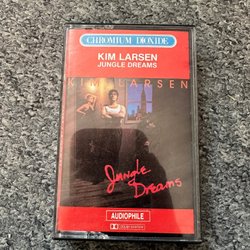 CHROMIUM DIOXIDE
KIM LARSEN
JUNGLE DREAMS
KIM LARSEN
Jungle
Dreams
AUDIOPHILE